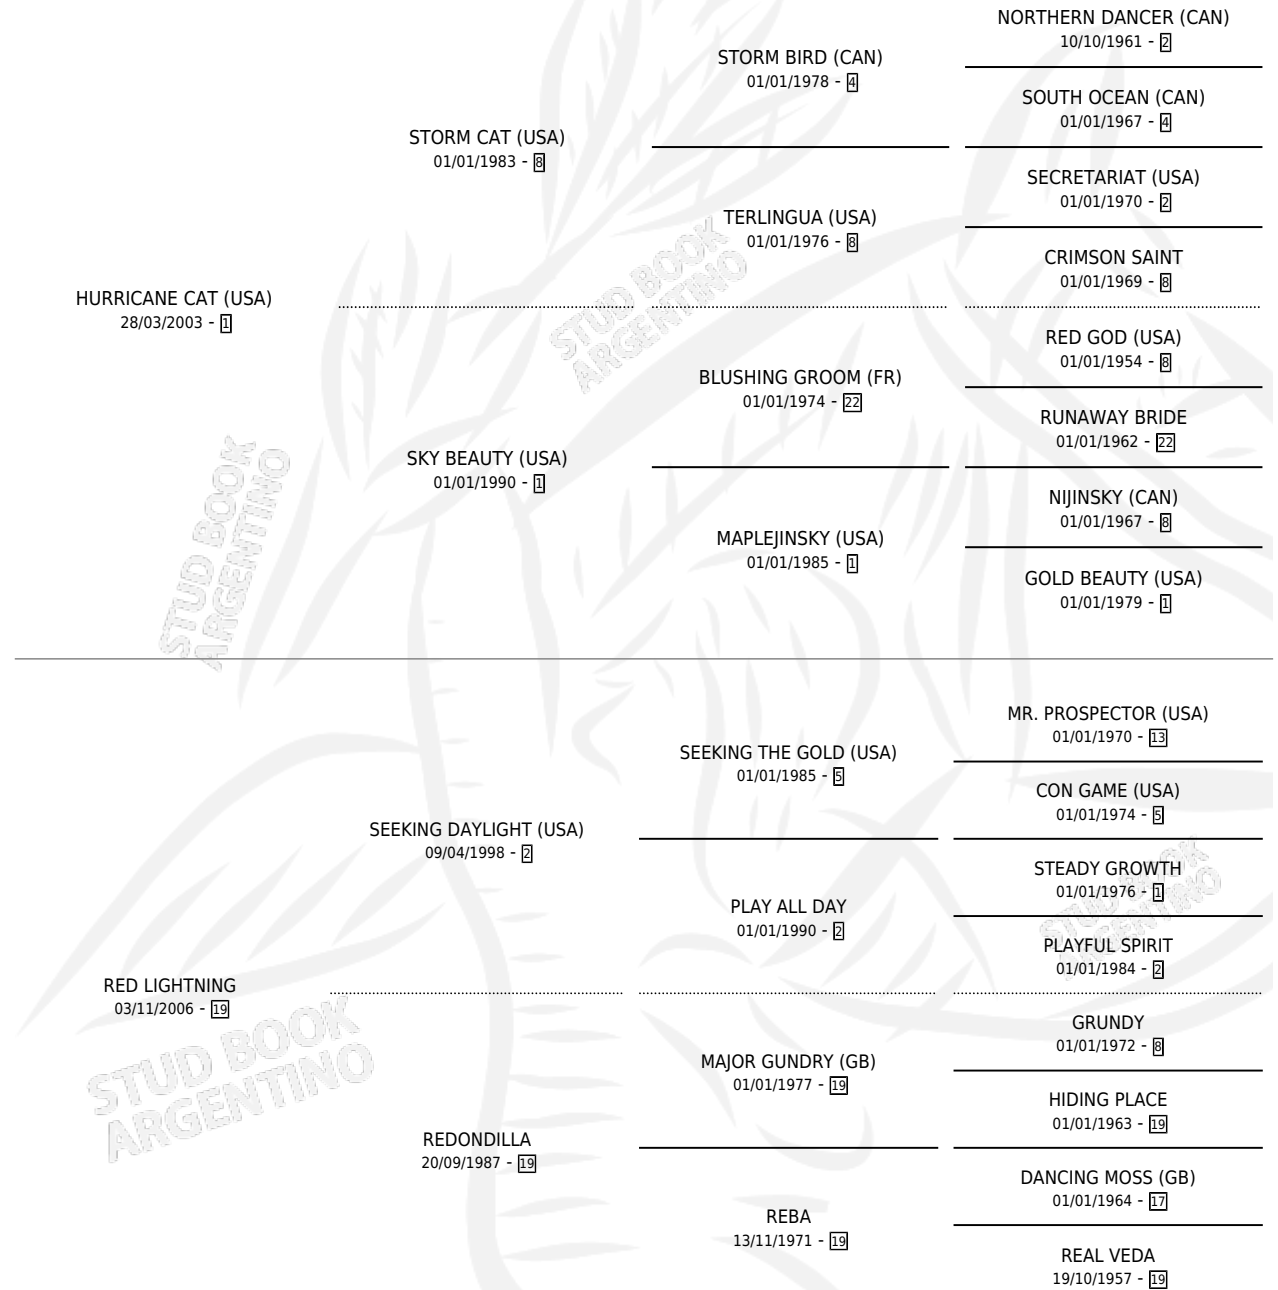 NORTHERN DANCER (CAN)
10/10/1961 - 2
STORM BIRD (CAN)
01/01/1978 - 4
SOUTH OCEAN (CAN)
01/01/1967 - 4
STORM CAT (USA)
01/01/1983 - 8
SECRETARIAT (USA)
01/01/1970 - 2
TERLINGUA (USA)
01/01/1976 - 8
CRIMSON SAINT
01/01/1969 - 8
HURRICANE CAT (USA)
28/03/2003 - 1
STUD BOOK
ARGENTINO
RED GOD (USA)
01/01/1954 - 8
BLUSHING GROOM (FR)
01/01/1974 - 22
RUNAWAY BRIDE
01/01/1962 - 22
SKY BEAUTY (USA)
01/01/1990 - 1
NIJINSKY (CAN)
01/01/1967 - 8
MAPLEJINSKY (USA)
01/01/1985 - 1
GOLD BEAUTY (USA)
01/01/1979 - 1
STUD BOOK
ARGENTINO
MR. PROSPECTOR (USA)
01/01/1970 - 13
SEEKING THE GOLD (USA)
01/01/1985 - 5
CON GAME (USA)
01/01/1974 - 5
SEEKING DAYLIGHT (USA)
09/04/1998 - 2
STEADY GROWTH
01/01/1976 - 1
PLAY ALL DAY
01/01/1990 - 2
PLAYFUL SPIRIT
01/01/1984 - 2
STUD BOOK
ARGENTINO
RED LIGHTNING
03/11/2006 - 19
STUD BOOK
ARGENTINO
GRUNDY
01/01/1972 - 8
MAJOR GUNDRY (GB)
01/01/1977 - 19
HIDING PLACE
01/01/1963 - 19
REDONDILLA
20/09/1987 - 19
DANCING MOSS (GB)
01/01/1964 - 17
REBA
13/11/1971 - 19
REAL VEDA
19/10/1957 - 19